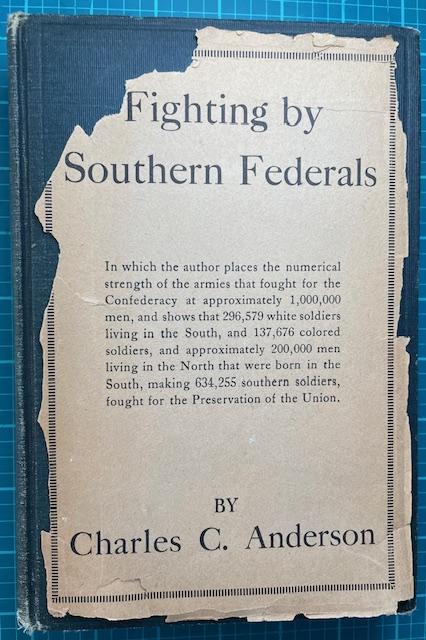 Fighting by
Southern Federals
In which the author places the numerical
strength of the armies that fought for the
Confederacy at approximately 1,000,000
men, and shows that 296,579 white soldiers
living in the South, and 137,676 colored
soldiers, and approximately 200,000 men
living in the North that were born in the
South, making 634,255 southern soldiers,
fought for the Preservation of the Union.
BY
Charles C. Anderson